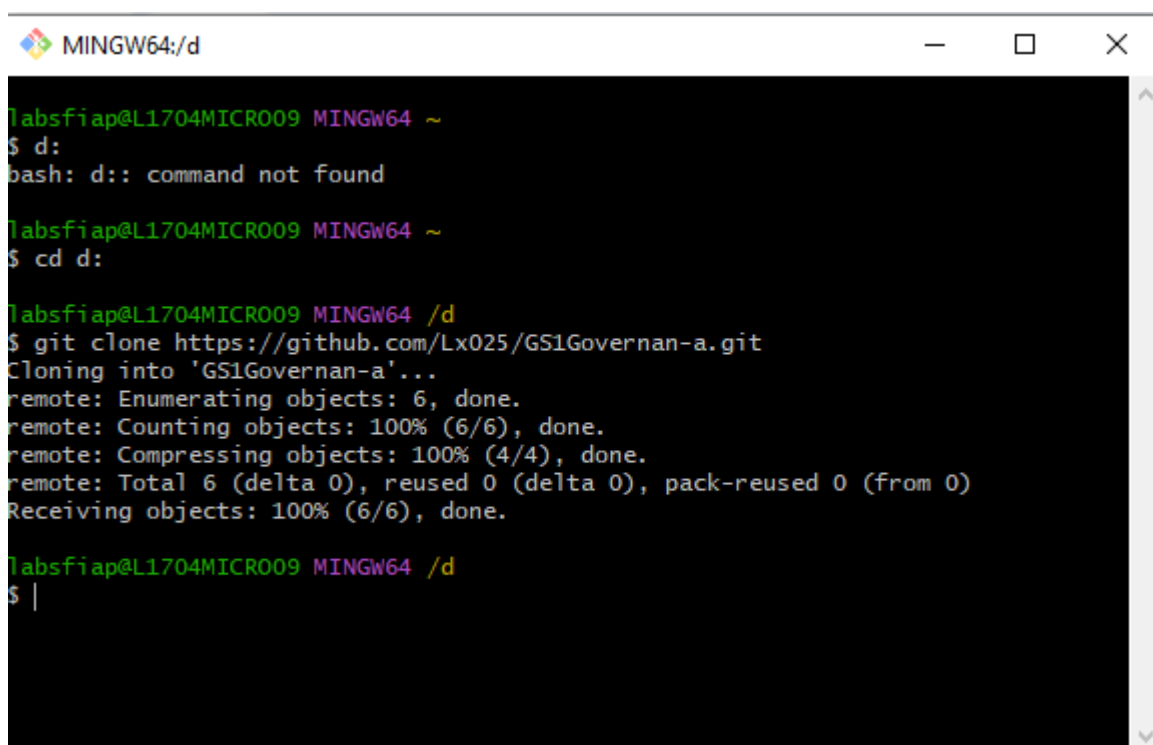 MINGW64:/d
labsfiap@L1704MICRO09 MINGW64 ~
$ d:
bash: d:: command not found
labsfiap@L1704MICRO09 MINGW64 ~
$ cd d:
labsfiap@L1704MICRO09 MINGW64 /d
$ git clone https://github.com/Lx025/GS1Governan-a.git
Cloning into 'GS1Governan-a'...
remote: Enumerating objects: 6, done.
remote: Counting objects: 100% (6/6), done.
remote: Compressing objects: 100% (4/4), done.
remote: Total 6 (delta 0), reused 0 (delta 0), pack-reused 0 (from 0)
Receiving objects: 100% (6/6), done.
labsfiap@L1704MICRO09 MINGW64 /d
$